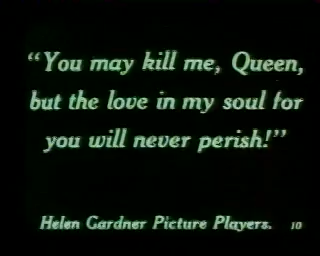 “You may kill me, Queen,
but the love in my soul for
you will never perish!”
Helen Gardner Picture Players. 10